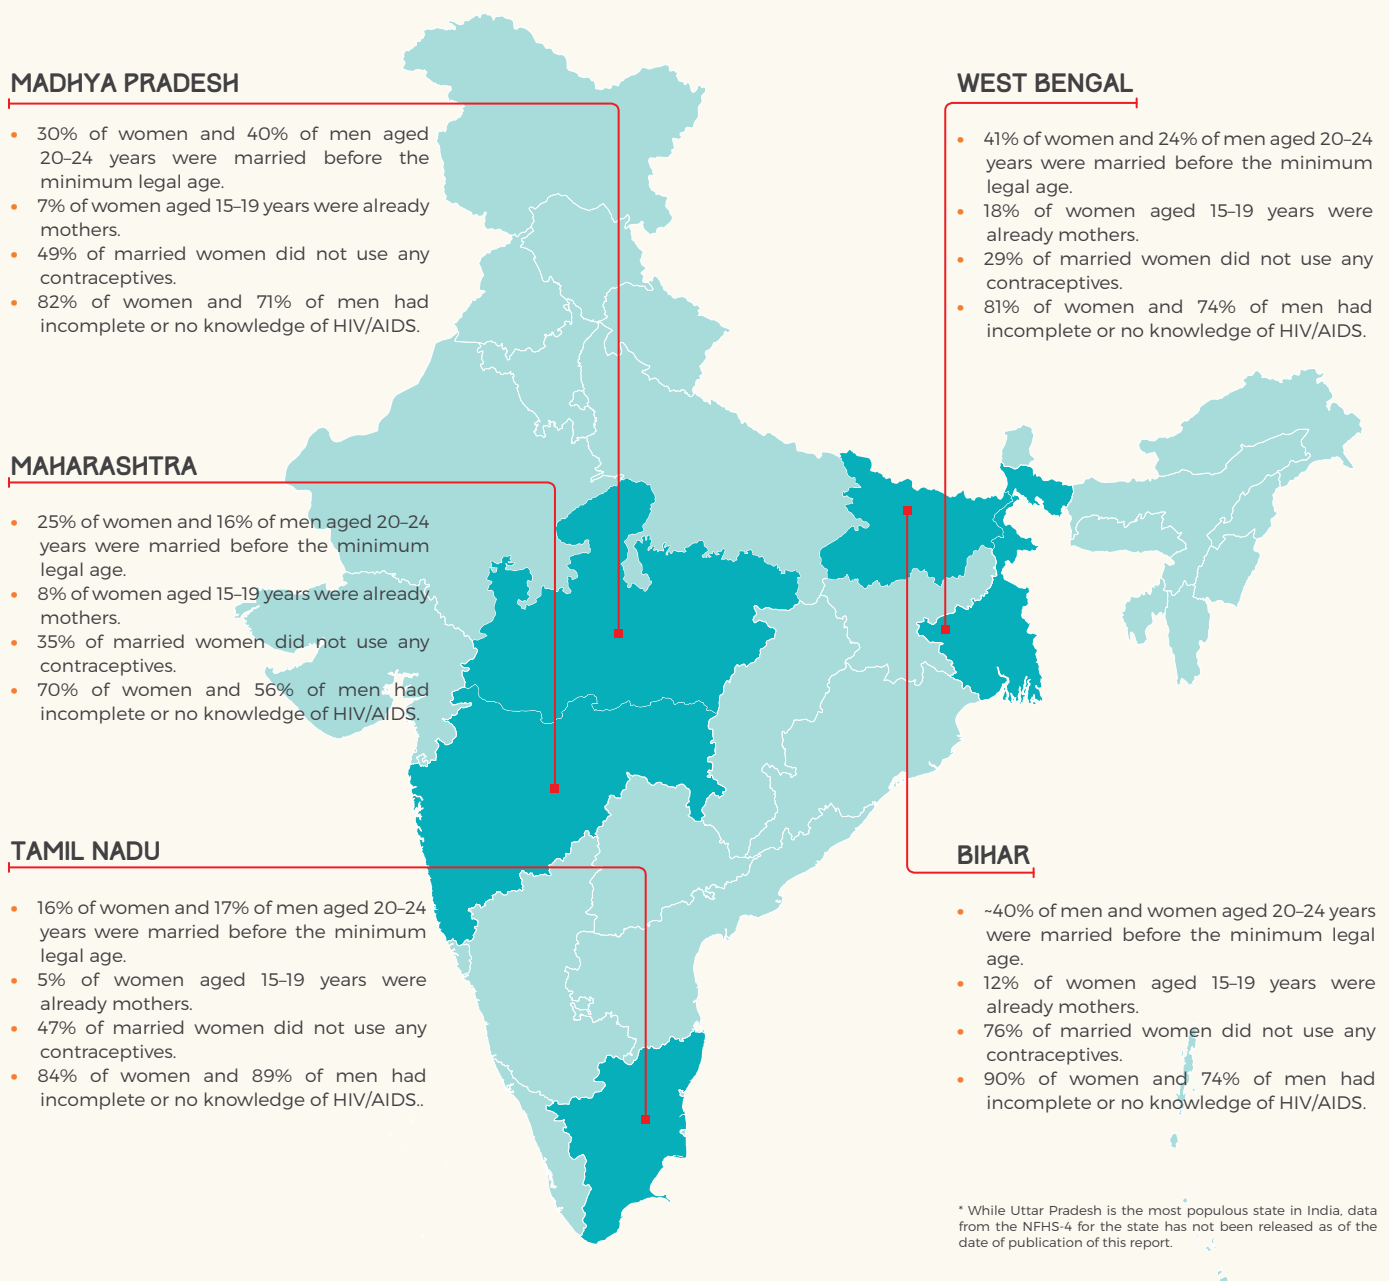 MADHYA PRADESH
• 30% of women and 40% of men aged
20–24 years were married before the
minimum legal age.
• 7% of women aged 15–19 years were already
mothers.
• 49% of married women did not use any
contraceptives.
• 82% of women and 71% of men had
incomplete or no knowledge of HIV/AIDS.
MAHARASHTRA
• 25% of women and 16% of men aged 20–24
years were married before the minimum
legal age.
• 8% of women aged 15–19 years were already
mothers.
• 35% of married women did not use any
contraceptives.
• 70% of women and 56% of men had
incomplete or no knowledge of HIV/AIDS.
TAMIL NADU
• 16% of women and 17% of men aged 20–24
years were married before the minimum
legal age.
• 5% of women aged 15–19 years were
already mothers.
• 47% of married women did not use any
contraceptives.
• 84% of women and 89% of men had
incomplete or no knowledge of HIV/AIDS..
WEST BENGAL
• 41% of women and 24% of men aged 20–24
years were married before the minimum
legal age.
• 18% of women aged 15–19 years were
already mothers.
• 29% of married women did not use any
contraceptives.
• 81% of women and 74% of men had
incomplete or no knowledge of HIV/AIDS.
BIHAR
• ~40% of men and women aged 20–24 years
were married before the minimum legal
age.
• 12% of women aged 15–19 years were
already mothers.
• 76% of married women did not use any
contraceptives.
• 90% of women and 74% of men had
incomplete or no knowledge of HIV/AIDS.
* While Uttar Pradesh is the most populous state in India, data
from the NFHS-4 for the state has not been released as of the
date of publication of this report.